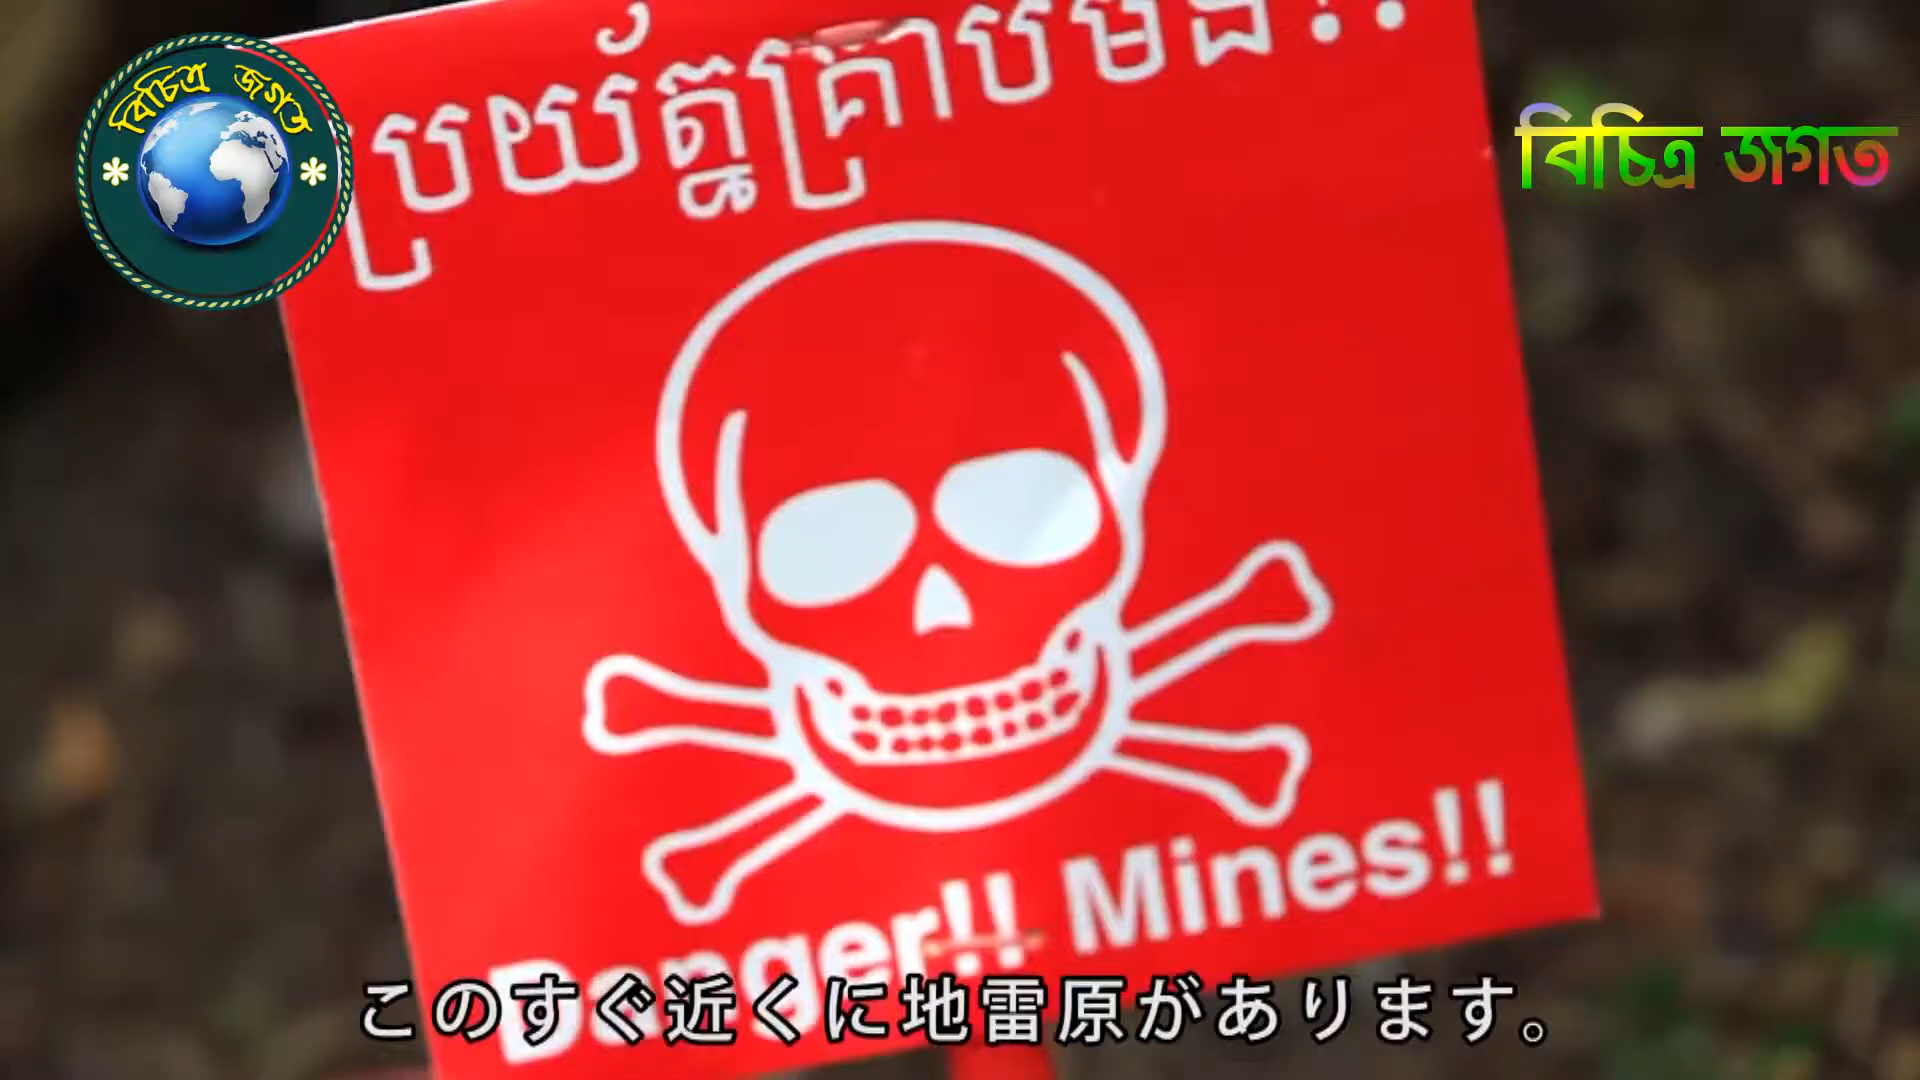 বিচিত্র জগত
বিচিত্র জগত
ប្រយ័ត្នគ្រាប់មីន!!
Danger!! Mines!!
このすぐ近くに地雷原があります。